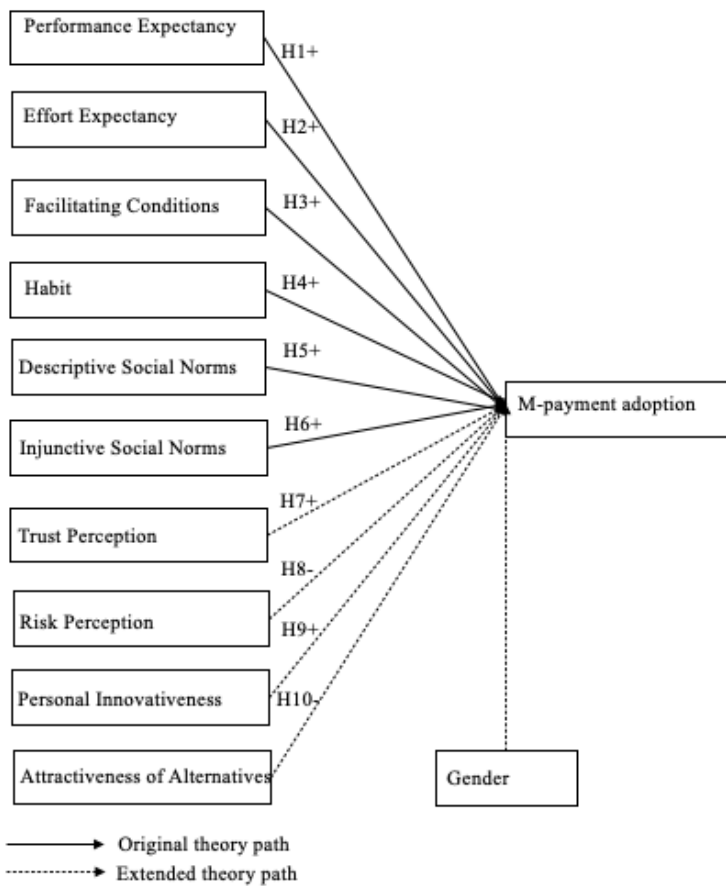 Performance Expectancy
H1+
Effort Expectancy
H2+
Facilitating Conditions
H3+
Habit
H4+
Descriptive Social Norms
H5+
M-payment adoption
Injunctive Social Norms
H6+
Trust Perception
H7+
Risk Perception
H8-
Personal Innovativeness
H9+
Attractiveness of Alternatives
H10-
Gender
Original theory path
Extended theory path